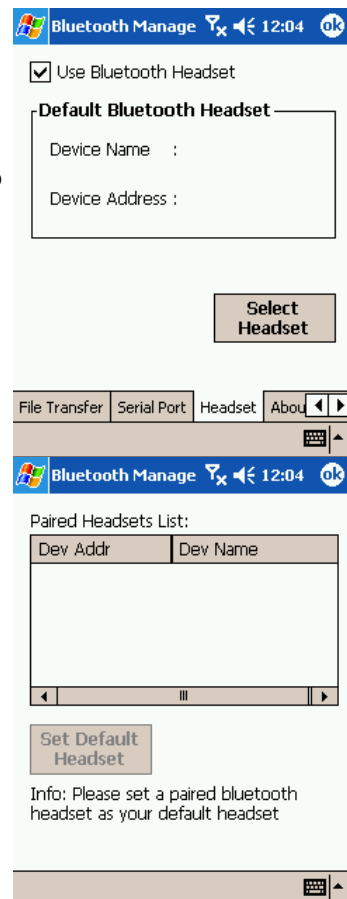 Bluetooth Manage 12:04 ok
Use Bluetooth Headset
Default Bluetooth Headset
Device Name :
Device Address :
Select
Headset
File Transfer Serial Port Headset Abou
Bluetooth Manage 12:04 ok
Paired Headsets List:
Dev Addr Dev Name
Set Default
Headset
Info: Please set a paired bluetooth
headset as your default headset